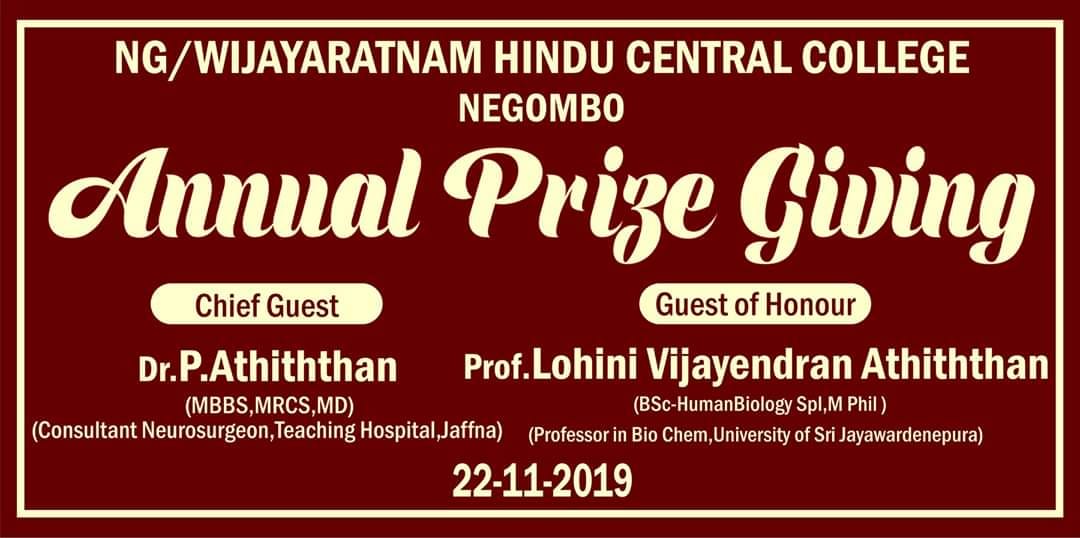 NG/WIJAYARATNAM HINDU CENTRAL COLLEGE
NEGOMBO
Annual Prize Giving
Chief Guest
Dr.P.Athiththan
(MBBS,MRCS,MD)
(Consultant Neurosurgeon,Teaching Hospital,Jaffna)
Guest of Honour
Prof.Lohini Vijayendran Athiththan
(BSc-HumanBiology Spl,M Phil )
(Professor in Bio Chem,University of Sri Jayawardenepura)
22-11-2019